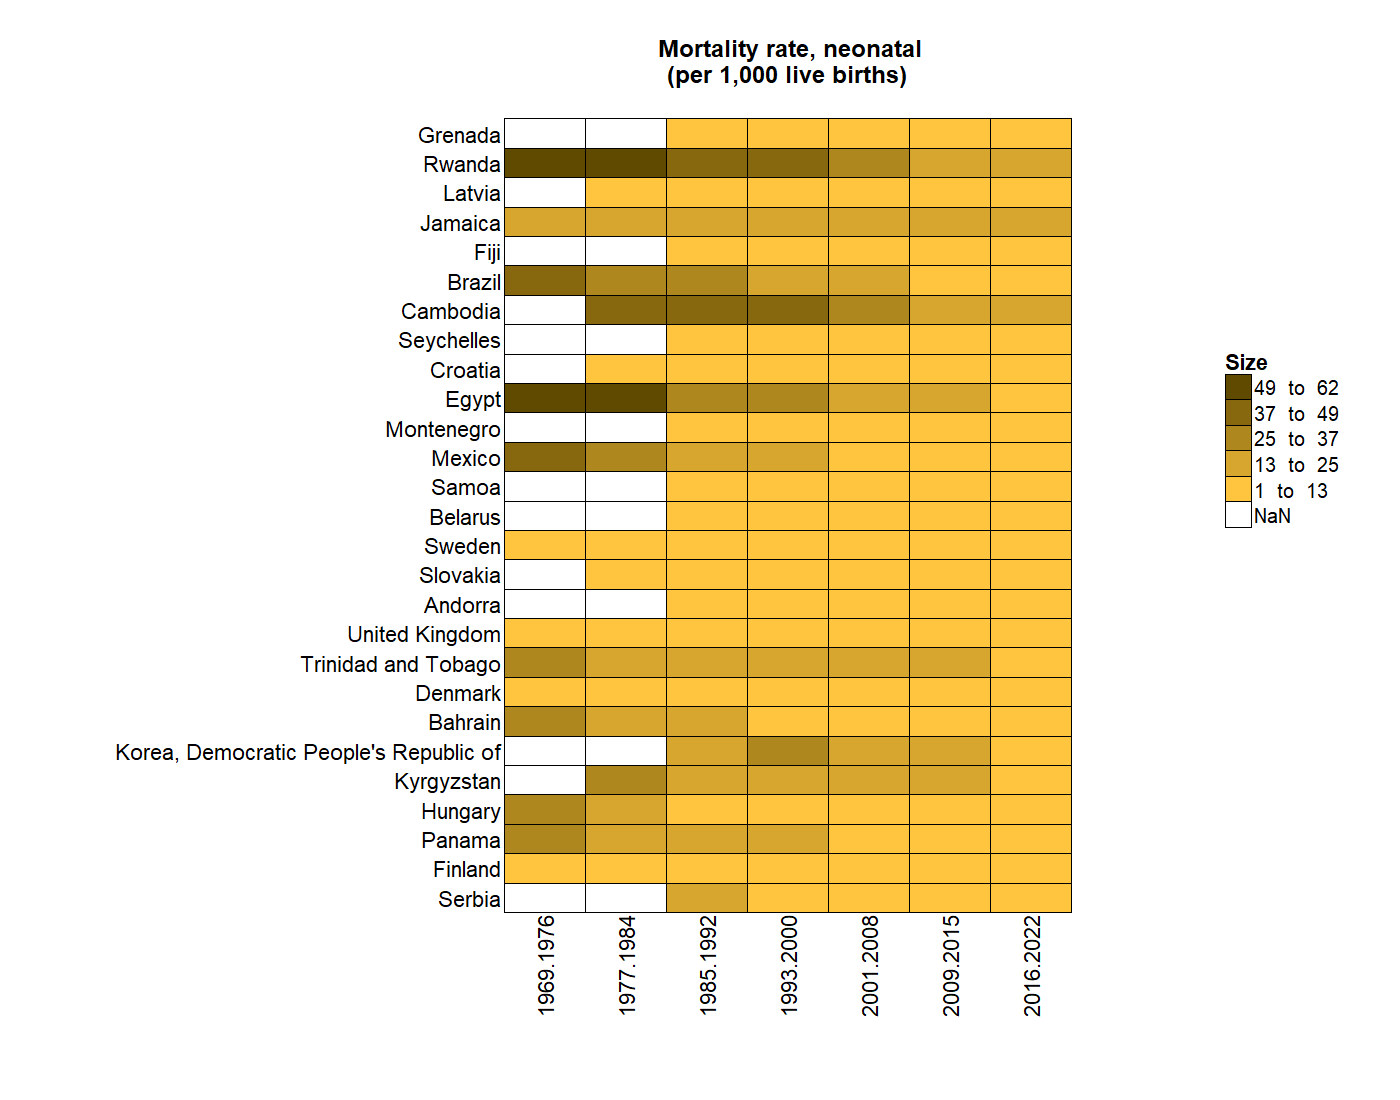 Mortality rate, neonatal
(per 1,000 live births)
Grenada
Rwanda
Latvia
Jamaica
Fiji
Brazil
Cambodia
Seychelles
Croatia
Egypt
Montenegro
Mexico
Samoa
Belarus
Sweden
Slovakia
Andorra
United Kingdom
Trinidad and Tobago
Denmark
Bahrain
Korea, Democratic People's Republic of
Kyrgyzstan
Hungary
Panama
Finland
Serbia
1969.1976
1977.1984
1985.1992
1993.2000
2001.2008
2009.2015
2016.2022
Size
49 to 62
37 to 49
25 to 37
13 to 25
1 to 13
NaN